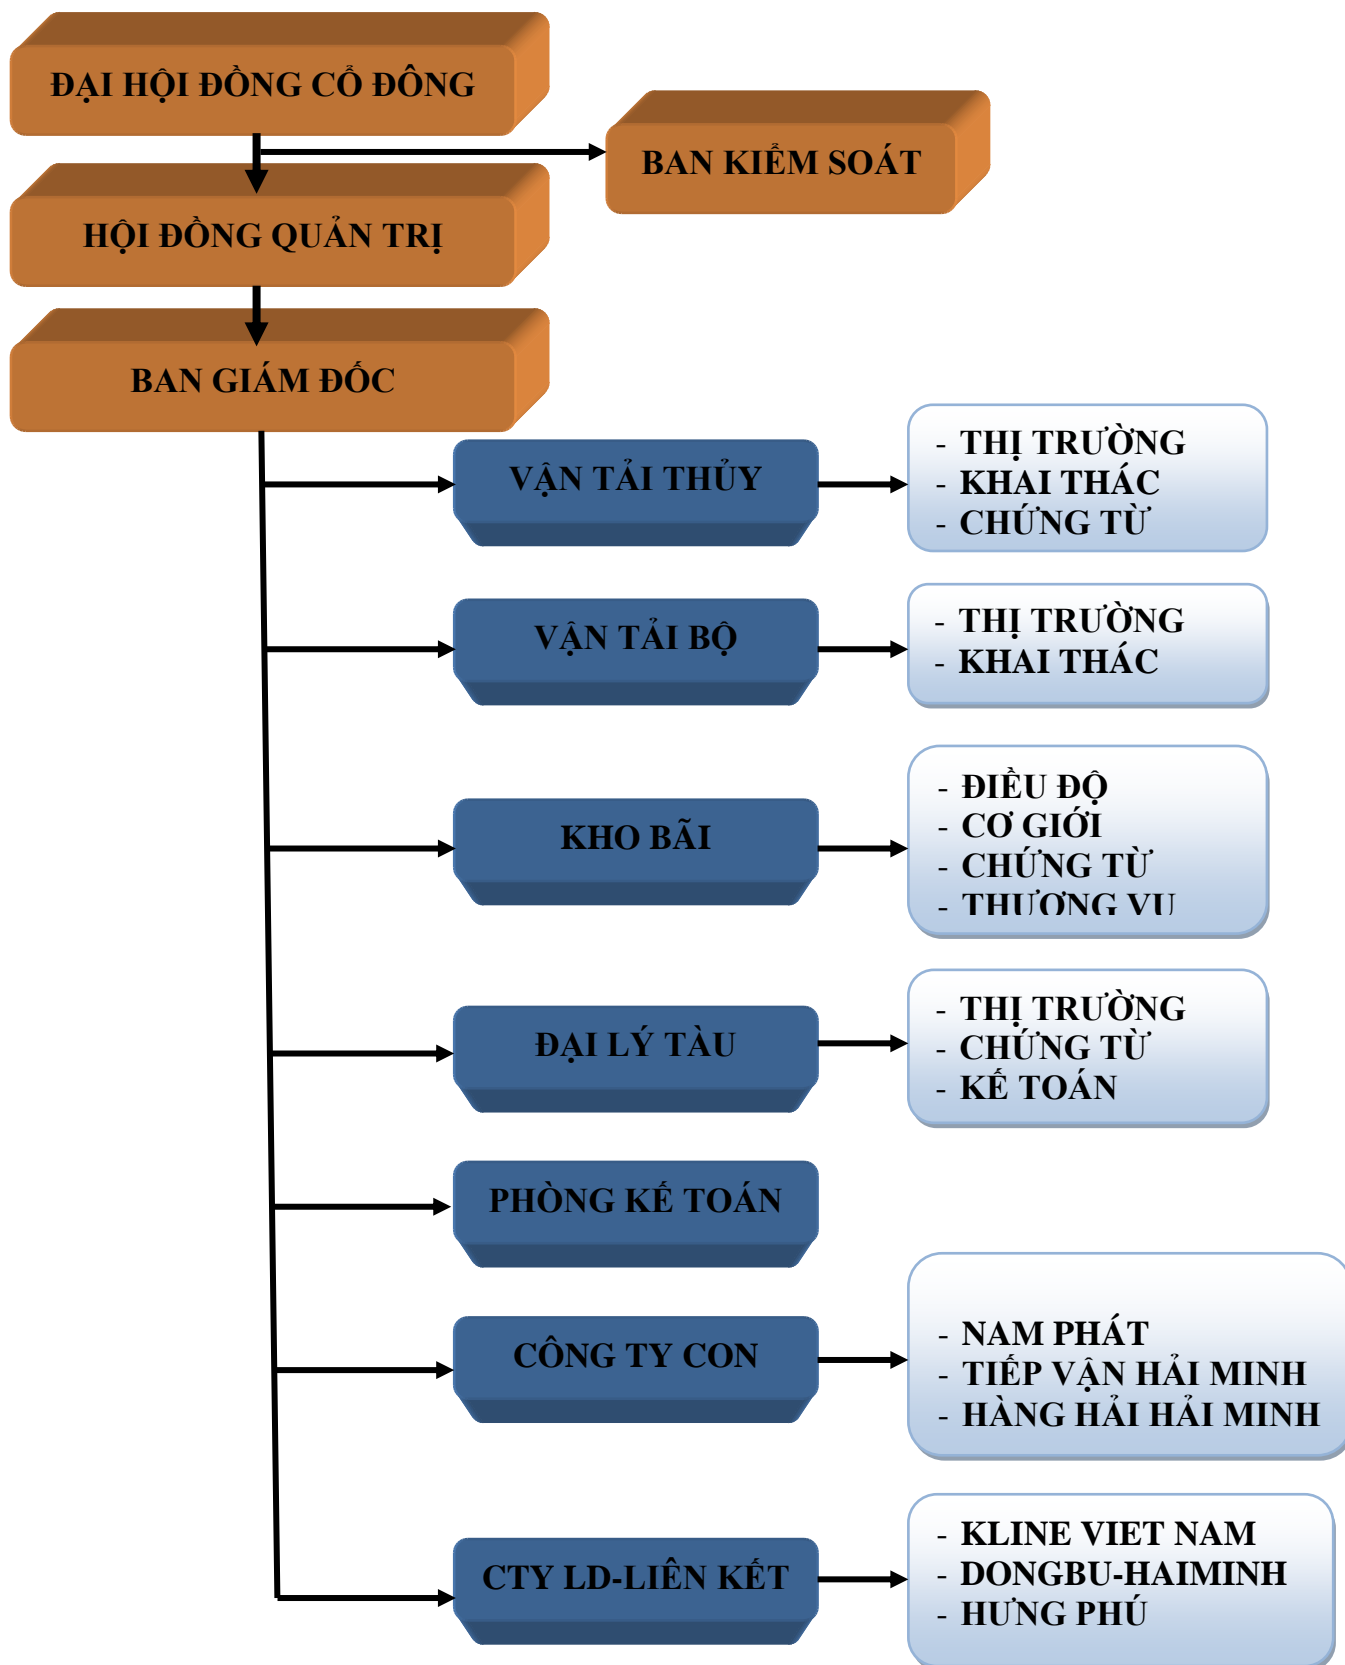 ĐẠI HỘI ĐỒNG CỔ ĐÔNG
BAN KIỂM SOÁT
HỘI ĐỒNG QUẢN TRỊ
BAN GIÁM ĐỐC
VẬN TẢI THỦY
- THỊ TRƯỜNG
- KHAI THÁC
- CHỨNG TỪ
VẬN TẢI BỘ
- THỊ TRƯỜNG
- KHAI THÁC
KHO BÃI
- ĐIỀU ĐỘ
- CƠ GIỚI
- CHỨNG TỪ
- THƯƠNG VỤ
ĐẠI LÝ TÀU
- THỊ TRƯỜNG
- CHỨNG TỪ
- KẾ TOÁN
PHÒNG KẾ TOÁN
CÔNG TY CON
- NAM PHÁT
- TIẾP VẬN HẢI MINH
- HÀNG HẢI HẢI MINH
CTY LD-LIÊN KẾT
- KLINE VIET NAM
- DONGBU-HAIMINH
- HƯNG PHÚ